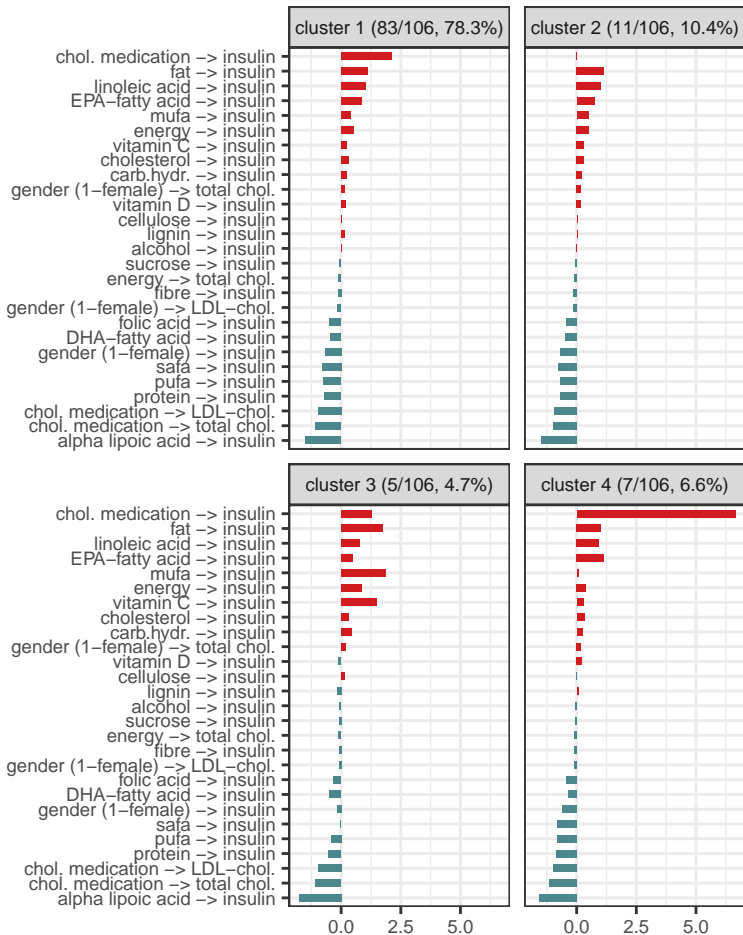 cluster 1 (83/106, 78.3%)
cluster 2 (11/106, 10.4%)
chol. medication −> insulin
fat −> insulin
linoleic acid −> insulin
EPA−fatty acid −> insulin
mufa −> insulin
energy −> insulin
vitamin C −> insulin
cholesterol −> insulin
carb.hydr. −> insulin
gender (1−female) −> total chol.
vitamin D −> insulin
cellulose −> insulin
lignin −> insulin
alcohol −> insulin
sucrose −> insulin
energy −> total chol.
fibre −> insulin
gender (1−female) −> LDL−chol.
folic acid −> insulin
DHA−fatty acid −> insulin
gender (1−female) −> insulin
safa −> insulin
pufa −> insulin
protein −> insulin
chol. medication −> LDL−chol.
chol. medication −> total chol.
alpha lipoic acid −> insulin
cluster 3 (5/106, 4.7%)
cluster 4 (7/106, 6.6%)
chol. medication −> insulin
fat −> insulin
linoleic acid −> insulin
EPA−fatty acid −> insulin
mufa −> insulin
energy −> insulin
vitamin C −> insulin
cholesterol −> insulin
carb.hydr. −> insulin
gender (1−female) −> total chol.
vitamin D −> insulin
cellulose −> insulin
lignin −> insulin
alcohol −> insulin
sucrose −> insulin
energy −> total chol.
fibre −> insulin
gender (1−female) −> LDL−chol.
folic acid −> insulin
DHA−fatty acid −> insulin
gender (1−female) −> insulin
safa −> insulin
pufa −> insulin
protein −> insulin
chol. medication −> LDL−chol.
chol. medication −> total chol.
alpha lipoic acid −> insulin
0.0 2.5 5.0
0.0 2.5 5.0